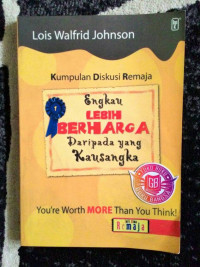 Lois Walfrid Johnson
Kumpulan Diskusi Remaja
Engkau
LEBIH
BERHARGA
Daripada yang
Kausangka
You're Worth MORE Than You Think!